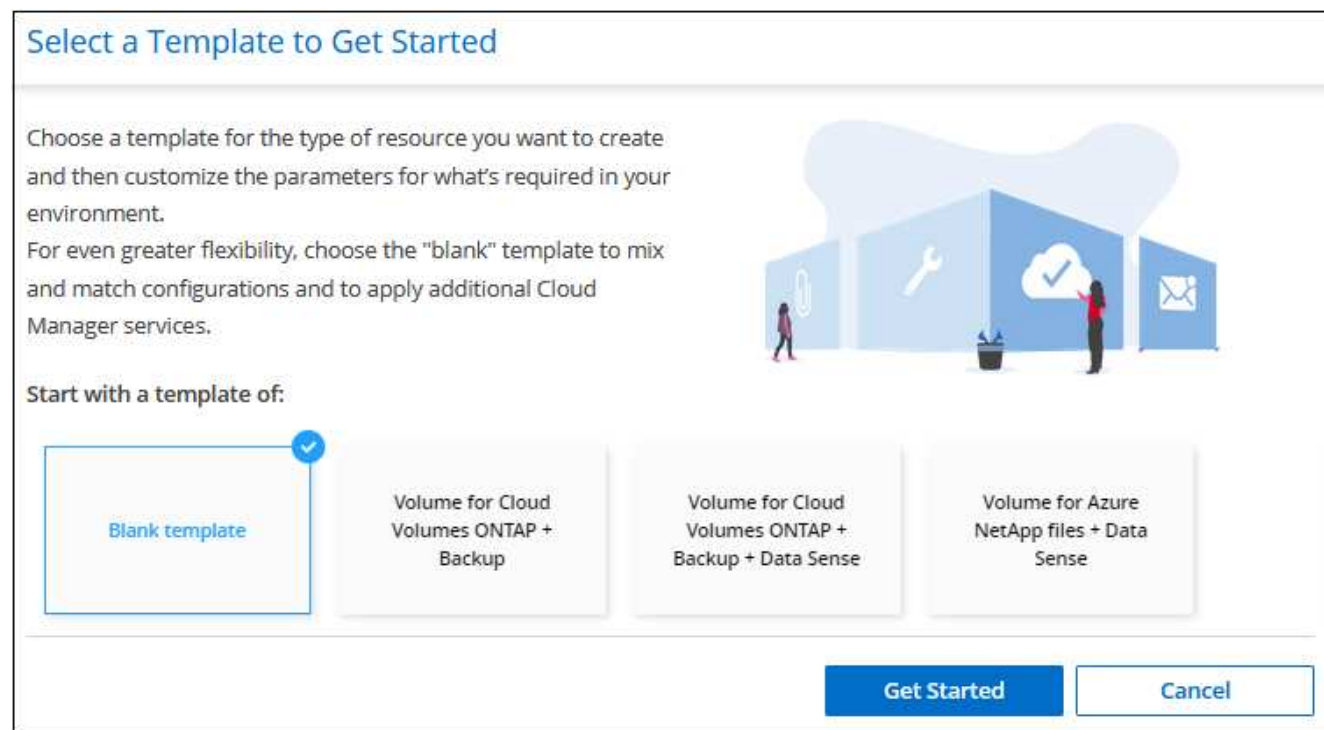 Select a Template to Get Started
Choose a template for the type of resource you want to create
and then customize the parameters for what's required in your
environment.
For even greater flexibility, choose the "blank" template to mix
and match configurations and to apply additional Cloud
Manager services.
Start with a template of:
Blank template
Volume for Cloud
Volumes ONTAP +
Backup
Volume for Cloud
Volumes ONTAP +
Backup + Data Sense
Volume for Azure
NetApp files + Data
Sense
Get Started
Cancel